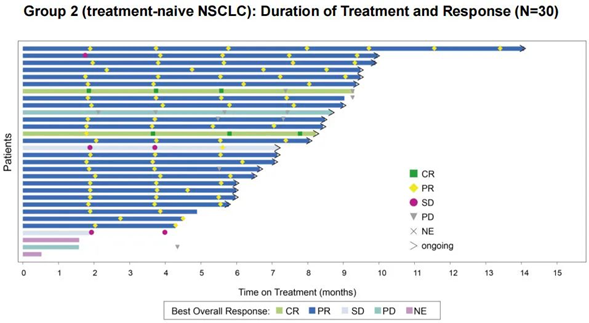 Group 2 (treatment-naive NSCLC): Duration of Treatment and Response (N=30)
Patients
CR
PR
SD
PD
NE
ongoing
0 1 2 3 4 5 6 7 8 9 10 11 12 13 14 15
Time on Treatment (months)
Best Overall Response: CR PR SD PD NE